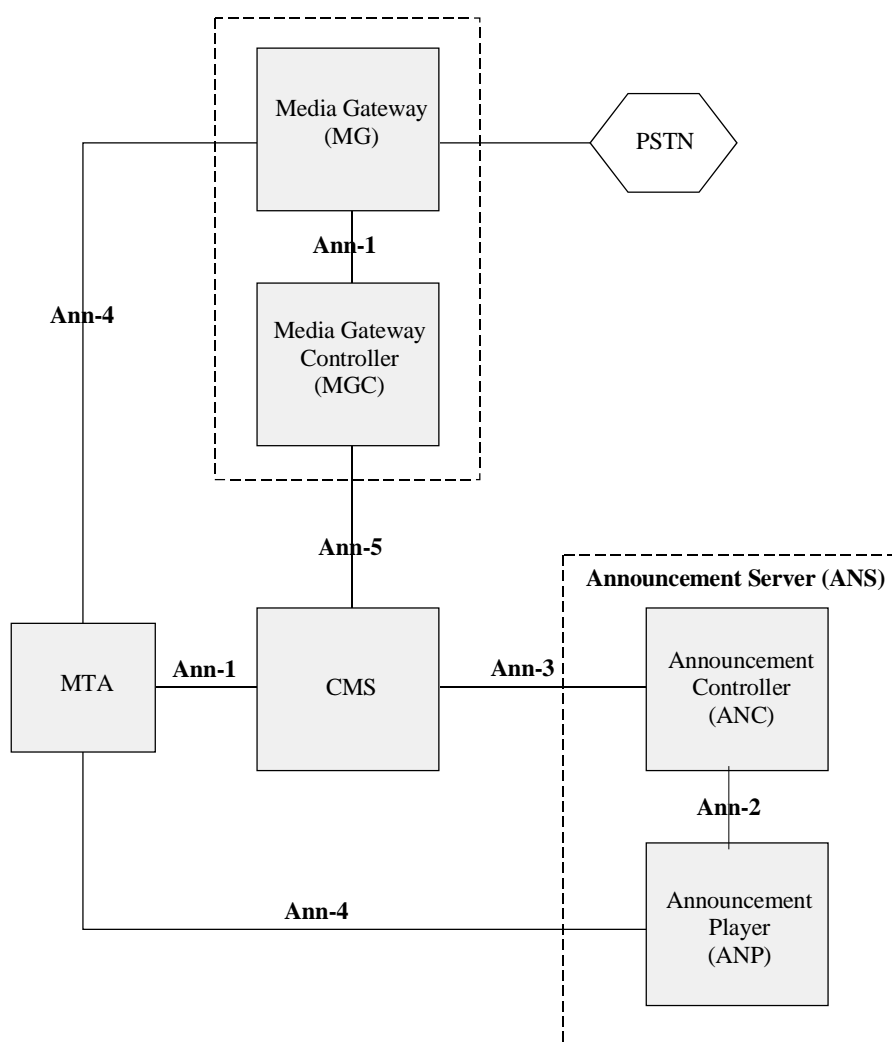 Media Gateway
(MG)
PSTN
Ann-1
Ann-4
Media Gateway
Controller
(MGC)
Ann-5
Announcement Server (ANS)
MTA
Ann-1
CMS
Ann-3
Announcement
Controller
(ANC)
Ann-2
Ann-4
Announcement
Player
(ANP)